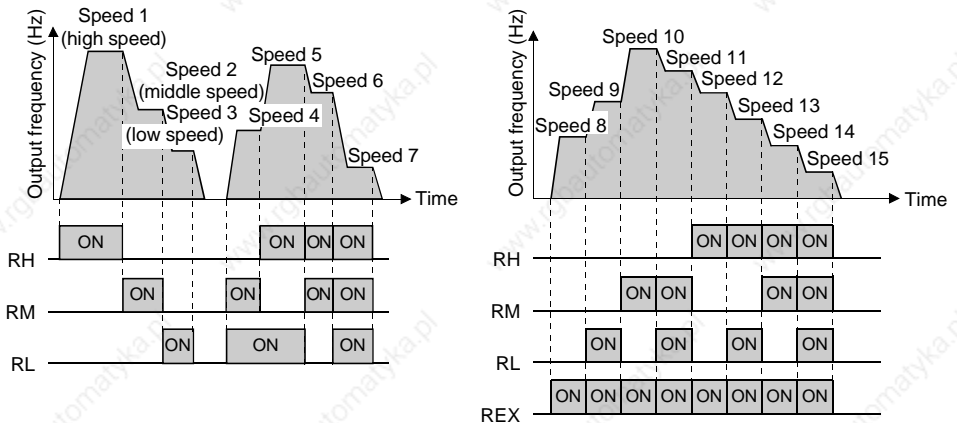 Output frequency (Hz)
Speed 1
(high speed)
Speed 2
(middle speed)
Speed 3
(low speed)
Speed 4
Speed 5
Speed 6
Speed 7
Time
RH
ON ON ON ON
RM
ON ON ON ON
RL
ON ON ON
Output frequency (Hz)
Speed 8
Speed 9
Speed 10
Speed 11
Speed 12
Speed 13
Speed 14
Speed 15
Time
RH
ON ON ON ON
RM
ON ON ON ON
RL
ON ON ON ON
REX
ON ON ON ON ON ON ON ON
www.rgbautomatyka.pl